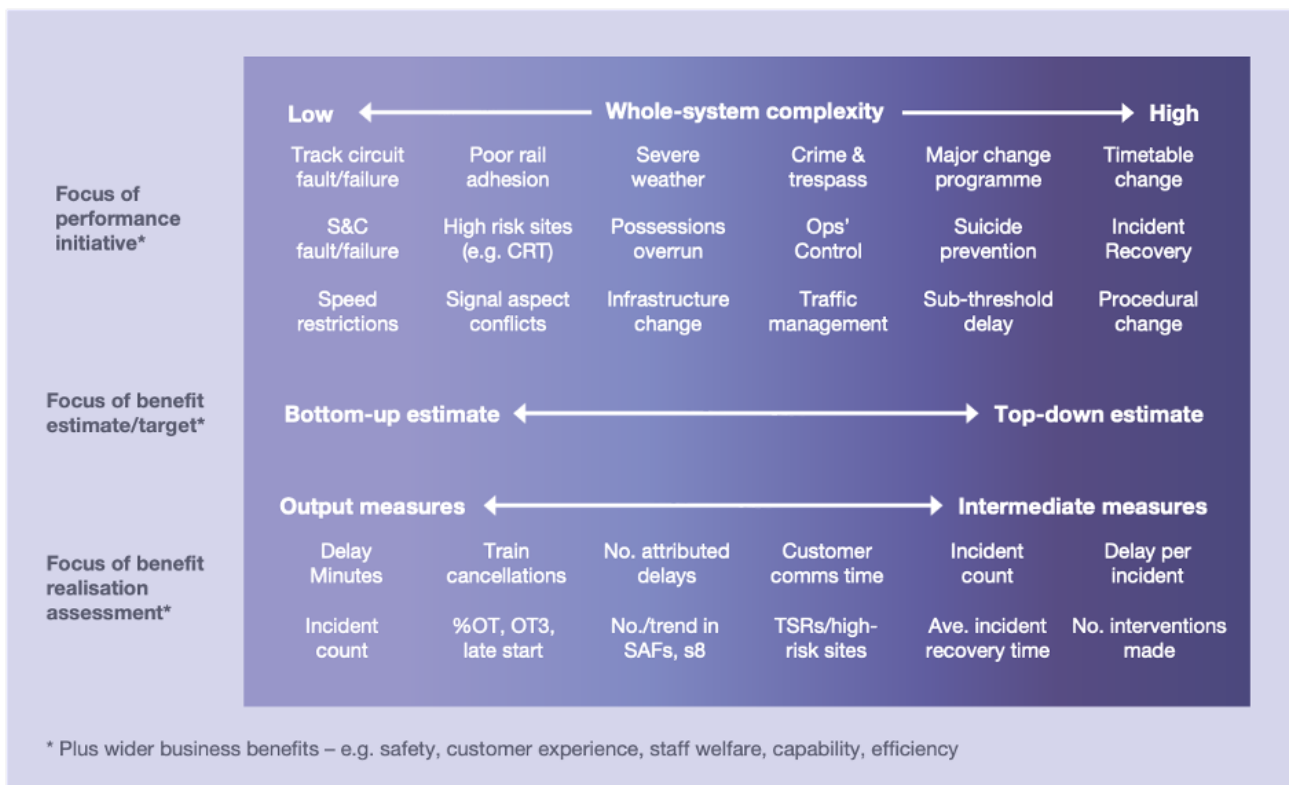 Low Whole-system complexity High
Focus of
performance
initiative*
Track circuit
fault/failure
Poor rail
adhesion
Severe
weather
Crime &
trespass
Major change
programme
Timetable
change
S&C
fault/failure
High risk sites
(e.g. CRT)
Possessions
overrun
Ops'
Control
Suicide
prevention
Incident
Recovery
Speed
restrictions
Signal aspect
conflicts
Infrastructure
change
Traffic
management
Sub-threshold
delay
Procedural
change
Focus of benefit
estimate/target*
Bottom-up estimate Top-down estimate
Output measures Intermediate measures
Focus of benefit
realisation
assessment*
Delay
Minutes
Train
cancellations
No. attributed
delays
Customer
comms time
Incident
count
Delay per
incident
Incident
count
%OT, OT3,
late start
No./trend in
SAFs, s8
TSRs/high-
risk sites
Ave. incident
recovery time
No. interventions
made
* Plus wider business benefits – e.g. safety, customer experience, staff welfare, capability, efficiency